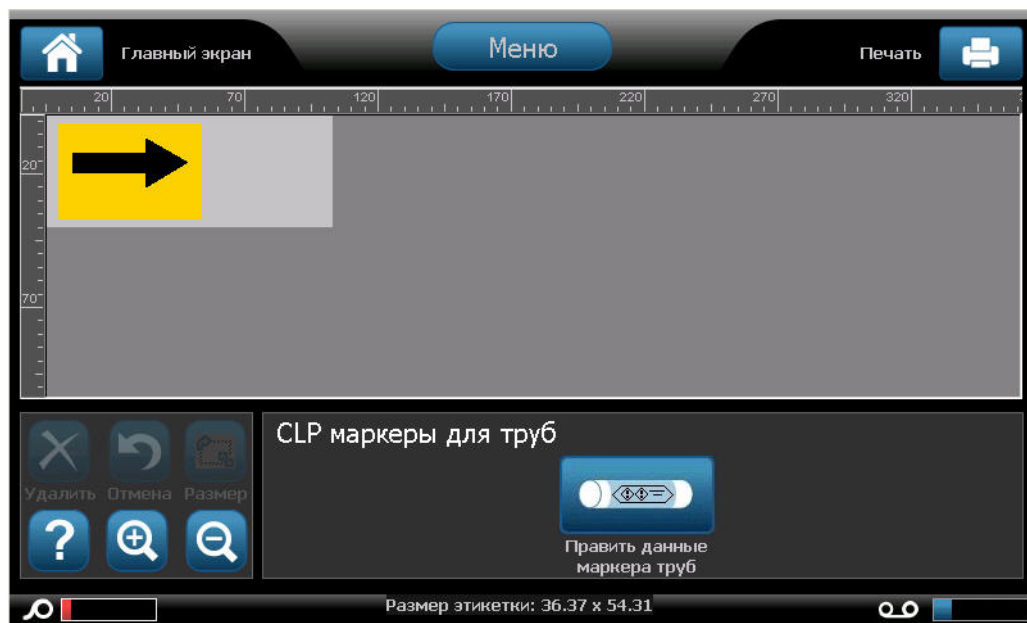 Главный экран
Меню
Печать
20 70 120 170 220 270 320
20
70
CLP маркеры для труб
Удалить Отмена Размер
?
Править данные
маркера труб
Размер этикетки: 36.37 x 54.31